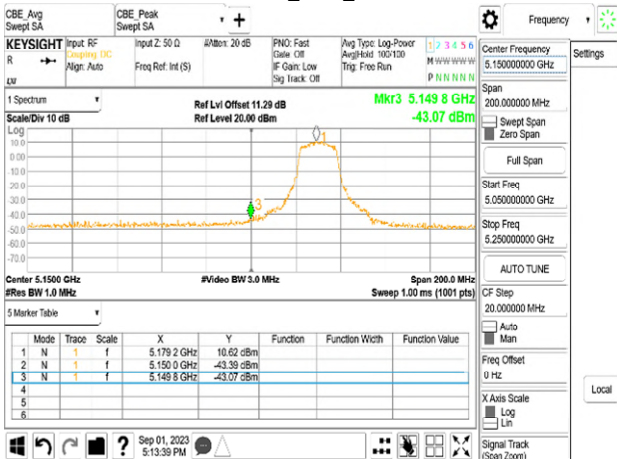 CBE_Avg
Swept SA
CBE_Peak
Swept SA
Frequency
KEYSIGHT
R
Input: RF
Coupling: DC
Align: Auto
Input Z: 50 Ω
Freq Ref: Int (S)
#Atten: 20 dB
PNO: Fast
Gate: Off
IF Gain: Low
Sig Track: Off
Avg Type: Log-Power
Avg|Hold: 100/100
Trig: Free Run
1 2 3 4 5 6
M W W W W W
P N N N N N
1 Spectrum
Scale/Div 10 dB
Ref Lvl Offset 11.29 dB
Ref Level 20.00 dBm
Mkr3 5.149 8 GHz
-43.07 dBm
Log
10.0
0.00
-10.0
-20.0
-30.0
-40.0
-50.0
-60.0
-70.0
1
3
Center 5.1500 GHz
#Res BW 1.0 MHz
#Video BW 3.0 MHz
Span 200.0 MHz
Sweep 1.00 ms (1001 pts)
5 Marker Table
Mode Trace Scale X Y Function Function Width Function Value
1 N 1 f 5.179 2 GHz 10.62 dBm
2 N 1 f 5.150 0 GHz -43.39 dBm
3 N 1 f 5.149 8 GHz -43.07 dBm
4
5
6
Sep 01, 2023
5:13:39 PM
Center Frequency
5.150000000 GHz
Settings
Span
200.000000 MHz
Swept Span
Zero Span
Full Span
Start Freq
5.050000000 GHz
Stop Freq
5.250000000 GHz
AUTO TUNE
CF Step
20.000000 MHz
Auto
Man
Freq Offset
0 Hz
X Axis Scale
Log
Lin
Local
Signal Track
(Span Zoom)